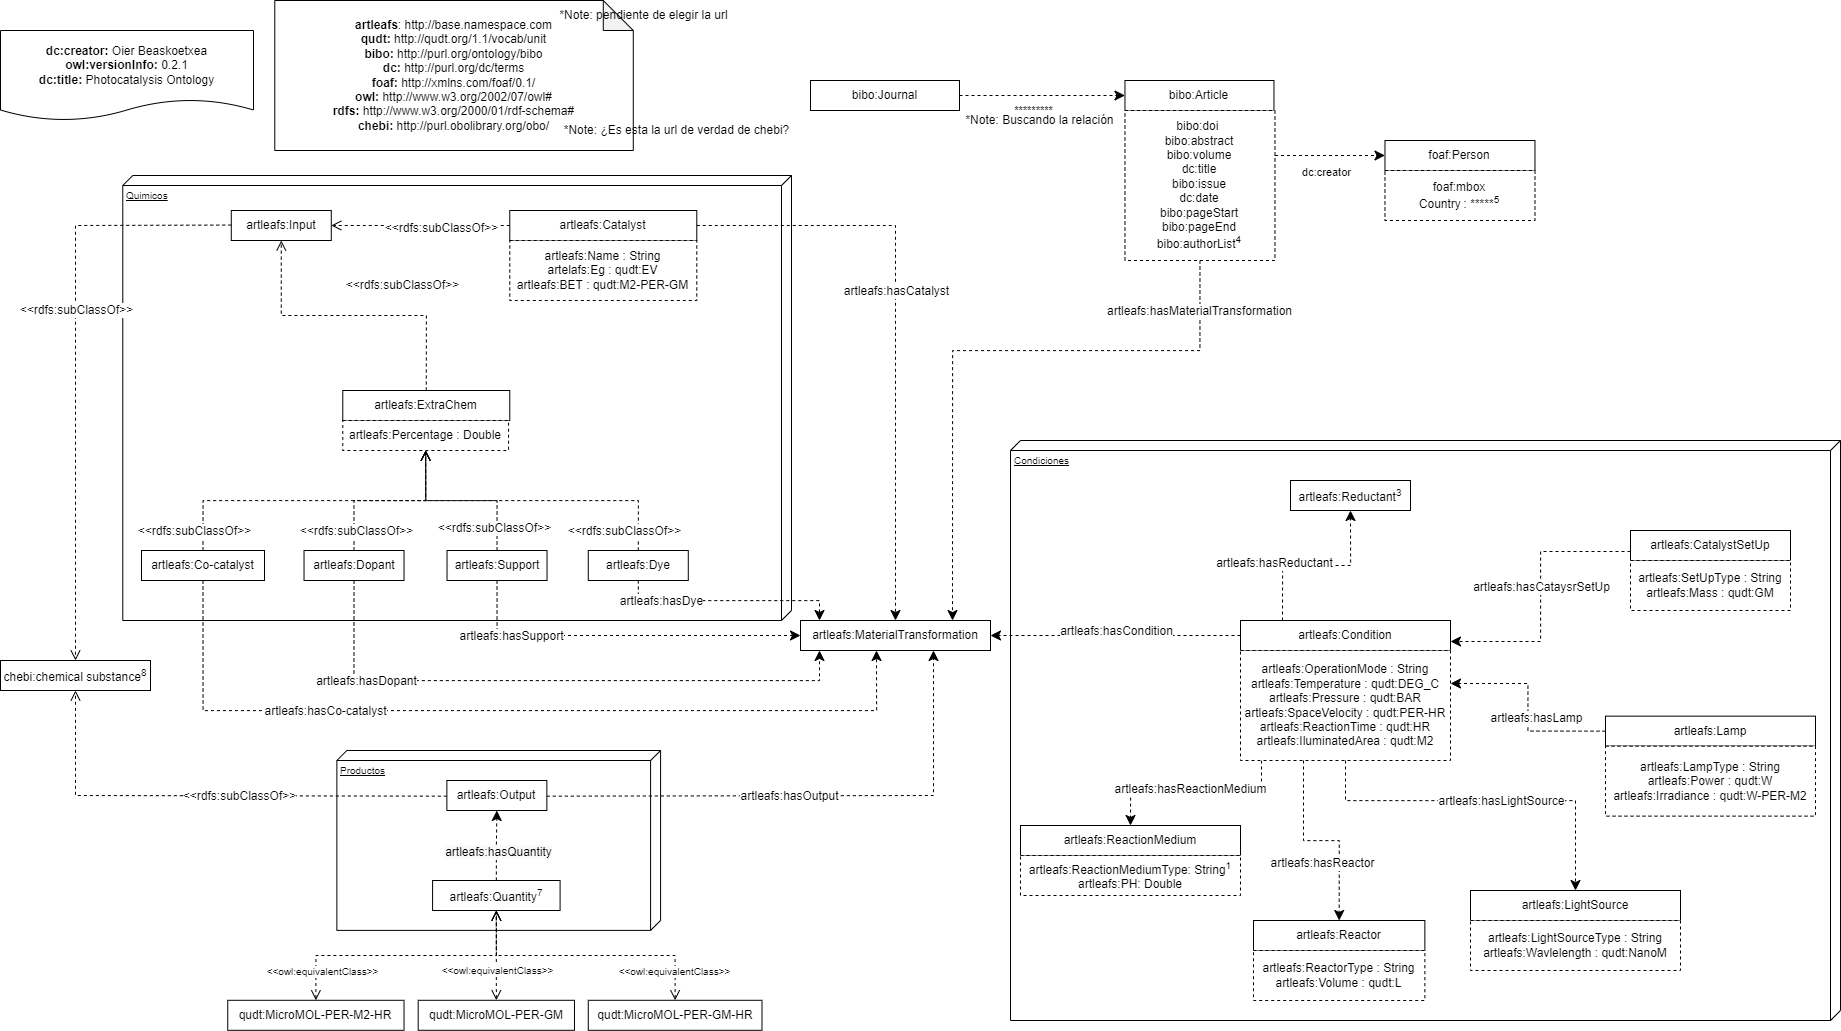 dc:creator: Oier Beaskoetxea
owl:versionInfo: 0.2.1
dc:title: Photocatalysis Ontology
*Note: pendiente de elegir la url
artleafs: http://base.namespace.com
qudt: http://qudt.org/1.1/vocab/unit
bibo: http://purl.org/ontology/bibo
dc: http://purl.org/dc/terms
foaf: http://xmlns.com/foaf/0.1/
owl: http://www.w3.org/2002/07/owl#
rdfs: http://www.w3.org/2000/01/rdf-schema#
chebi: http://purl.obolibrary.org/obo/
*Note: ¿Es esta la url de verdad de chebi?
bibo:Journal
*********
*Note: Buscando la relación
bibo:Article
bibo:doi
bibo:abstract
bibo:volume
dc:title
bibo:issue
dc:date
bibo:pageStart
bibo:pageEnd
bibo:authorList4
dc:creator
foaf:Person
foaf:mbox
Country : *****5
Quimicos
artleafs:Input
<<rdfs:subClassOf>>
artleafs:Catalyst
artleafs:Name : String
artelafs:Eg : qudt:EV
artleafs:BET : qudt:M2-PER-GM
<<rdfs:subClassOf>>
<<rdfs:subClassOf>>
artleafs:hasCatalyst
artleafs:hasMaterialTransformation
artleafs:ExtraChem
artleafs:Percentage : Double
<<rdfs:subClassOf>>
<<rdfs:subClassOf>>
<<rdfs:subClassOf>>
<<rdfs:subClassOf>>
artleafs:Co-catalyst
artleafs:Dopant
artleafs:Support
artleafs:Dye
artleafs:hasDye
artleafs:hasSupport
artleafs:MaterialTransformation
chebi:chemical substance8
artleafs:hasDopant
artleafs:hasCo-catalyst
Productos
<<rdfs:subClassOf>>
artleafs:Output
artleafs:hasOutput
artleafs:hasQuantity
artleafs:Quantity7
<<owl:equivalentClass>>
<<owl:equivalentClass>>
<<owl:equivalentClass>>
qudt:MicroMOL-PER-M2-HR
qudt:MicroMOL-PER-GM
qudt:MicroMOL-PER-GM-HR
Condiciones
artleafs:Reductant3
artleafs:hasReductant
artleafs:CatalystSetUp
artleafs:SetUpType : String
artleafs:Mass : qudt:GM
artleafs:hasCataysrSetUp
artleafs:hasCondition
artleafs:Condition
artleafs:OperationMode : String
artleafs:Temperature : qudt:DEG_C
artleafs:Pressure : qudt:BAR
artleafs:SpaceVelocity : qudt:PER-HR
artleafs:ReactionTime : qudt:HR
artleafs:IluminatedArea : qudt:M2
artleafs:hasLamp
artleafs:Lamp
artleafs:LampType : String
artleafs:Power : qudt:W
artleafs:Irradiance : qudt:W-PER-M2
artleafs:hasReactionMedium
artleafs:hasLightSource
artleafs:ReactionMedium
artleafs:ReactionMediumType: String1
artleafs:PH: Double
artleafs:hasReactor
artleafs:Reactor
artleafs:ReactorType : String
artleafs:Volume : qudt:L
artleafs:LightSource
artleafs:LightSourceType : String
artleafs:Wavlelength : qudt:NanoM